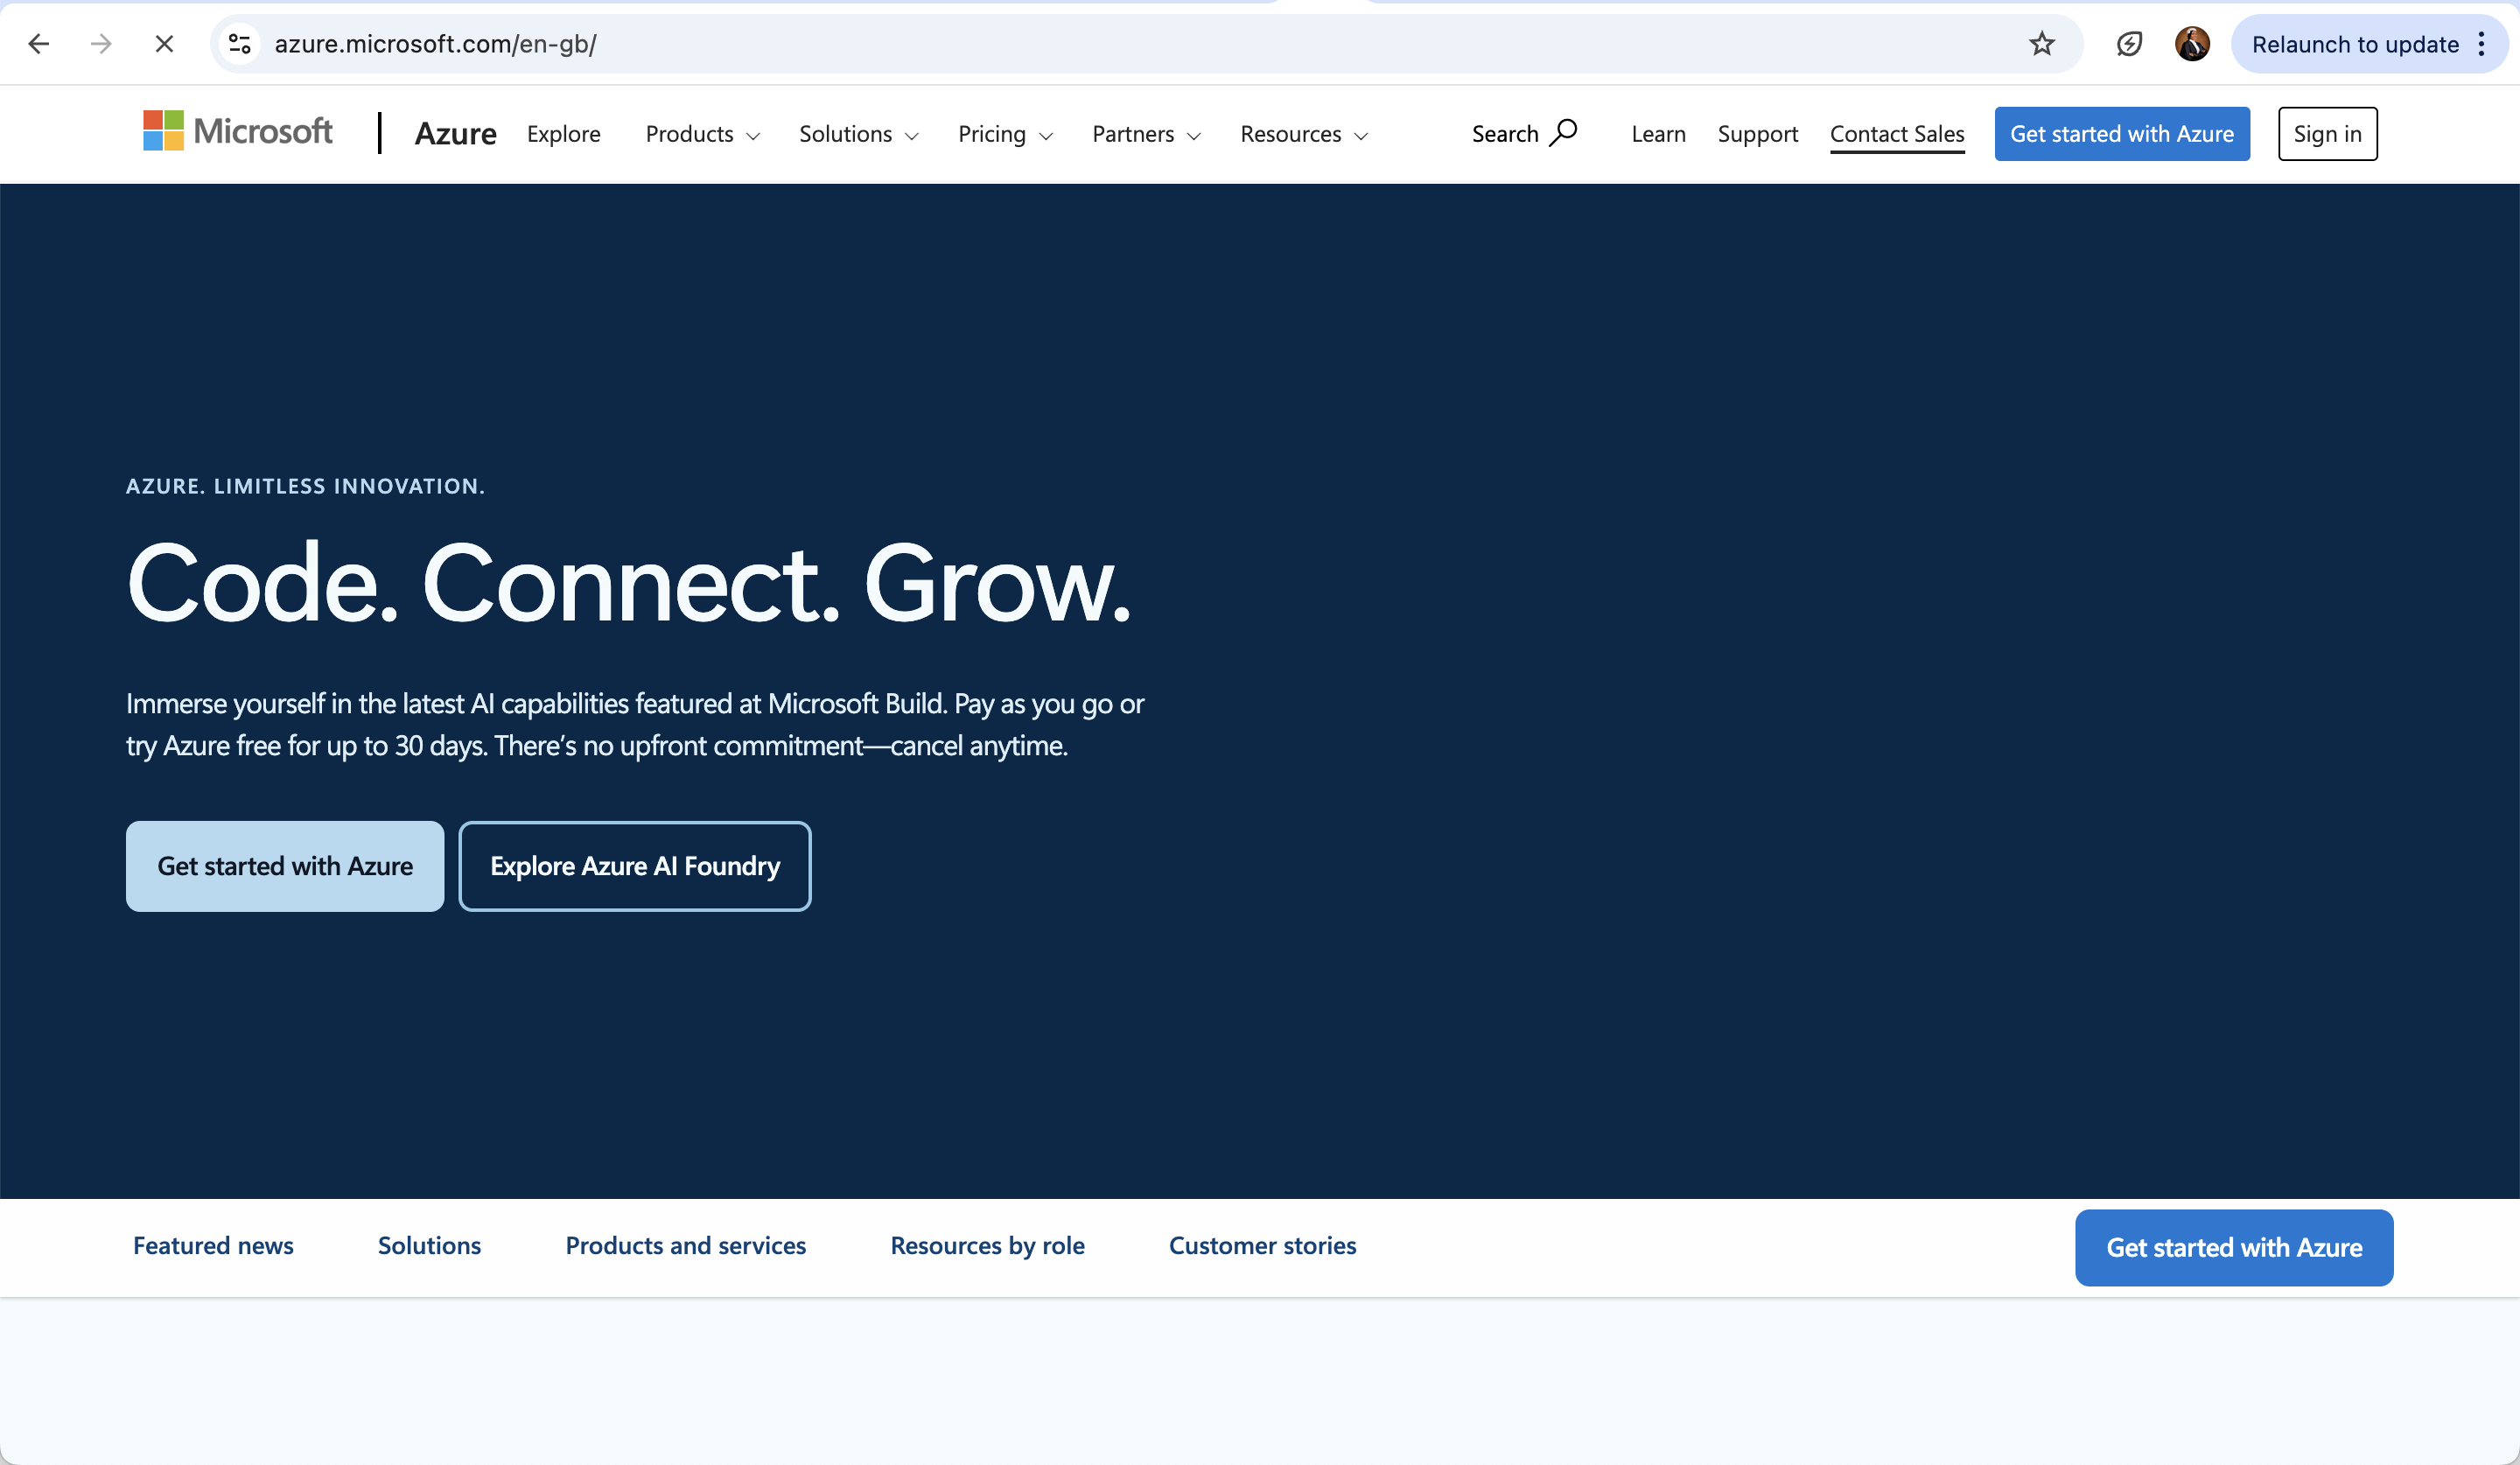 azure.microsoft.com/en-gb/
Relaunch to update
Microsoft
Azure
Explore
Products
Solutions
Pricing
Partners
Resources
Search
Learn
Support
Contact Sales
Get started with Azure
Sign in
AZURE. LIMITLESS INNOVATION.
Code. Connect. Grow.
Immerse yourself in the latest AI capabilities featured at Microsoft Build. Pay as you go or
try Azure free for up to 30 days. There’s no upfront commitment—cancel anytime.
Get started with Azure
Explore Azure AI Foundry
Featured news
Solutions
Products and services
Resources by role
Customer stories
Get started with Azure